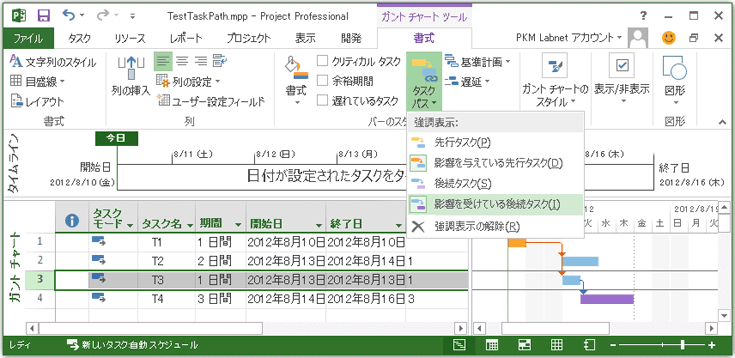 TestTaskPath.mpp - Project Professional
ガント チャート ツール
ファイル タスク リソース レポート プロジェクト 表示 開発 書式 PKM Labnet アカウント
文字列のスタイル
目盛線
レイアウト
書式
列の挿入
列の設定
ユーザー設定フィールド
列
書式
クリティカル タスク
余裕期間
遅れているタスク
バーのスタ
タスク
パス
基準計画
遅延
ガント チャートの
スタイル
表示/非表示
図形
図形
強調表示:
先行タスク(P)
影響を与えている先行タスク(D)
後続タスク(S)
影響を受けている後続タスク(I)
強調表示の解除(R)
タイムライン
今日
開始日
2012/8/10 (金)
8/11 (土) 8/12 (日) 8/13 (月) 8/16 (木)
日付が設定されたタスクをタ
終了日
2012/8/16 (木)
ガント チャート
タスク
モード タスク名 期間 開始日 終了日
12 2012/8/19
火 水 木 金 土 日 月 火 水
1 T1 1 日間 2012年8月10日 2012年8月10日
2 T2 2 日間 2012年8月13日 2012年8月14日 1
3 T3 1 日間 2012年8月13日 2012年8月13日 1
4 T4 3 日間 2012年8月14日 2012年8月16日 3
レディ 新しいタスク:自動スケジュール